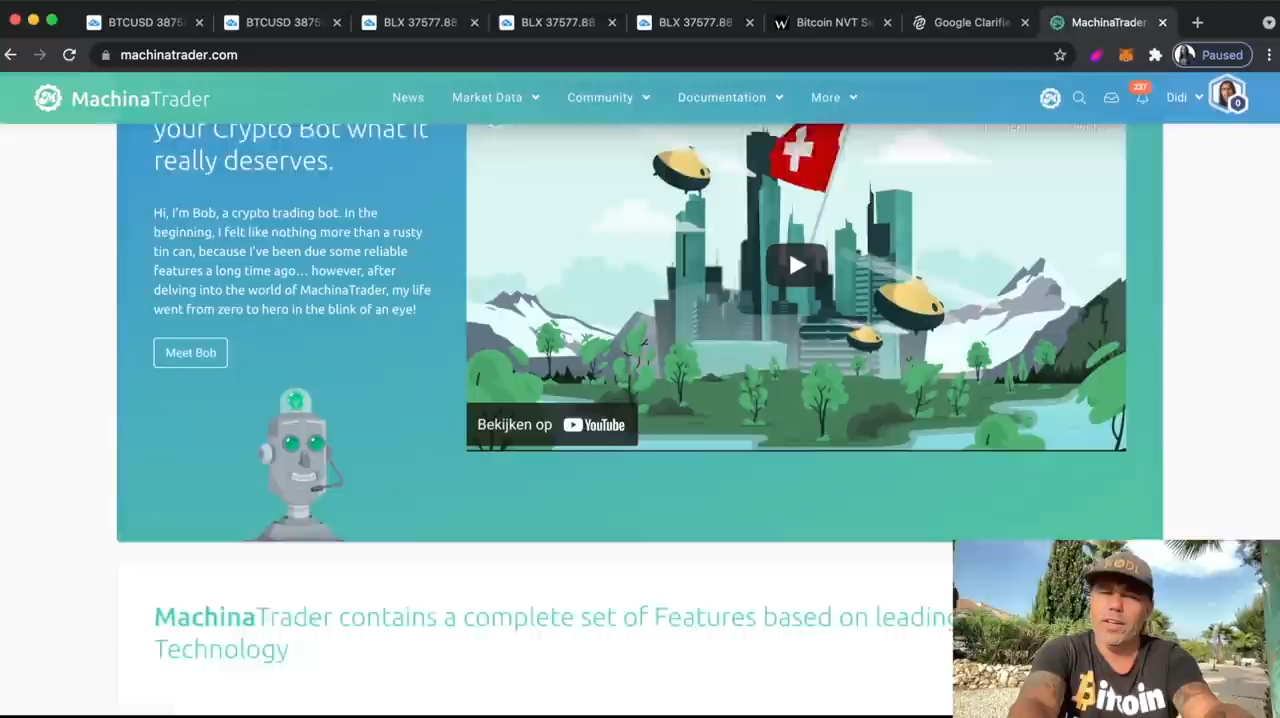 BTCUSD 3875
BTCUSD 3875
BLX 37577.88
BLX 37577.88
BLX 37577.88
Bitcoin NVT S
Google Clarifi
MachinaTrader
machinatrader.com
Paused
MachinaTrader
News
Market Data
Community
Documentation
More
237
Didi
0
your Crypto Bot what it
really deserves.
Hi, I'm Bob, a crypto trading bot. In the
beginning, I felt like nothing more than a rusty
tin can, because I've been due some reliable
features a long time ago... however, after
delving into the world of MachinaTrader, my life
went from zero to hero in the blink of an eye!
Meet Bob
Bekijken op YouTube
MachinaTrader contains a complete set of Features based on leading
Technology
HODL
Bitcoin